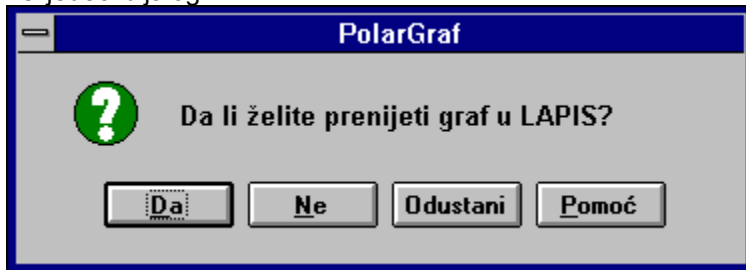 PolarGraf
Da li želite prenijeti graf u LAPIS?
Da Ne Odustani Pomoć